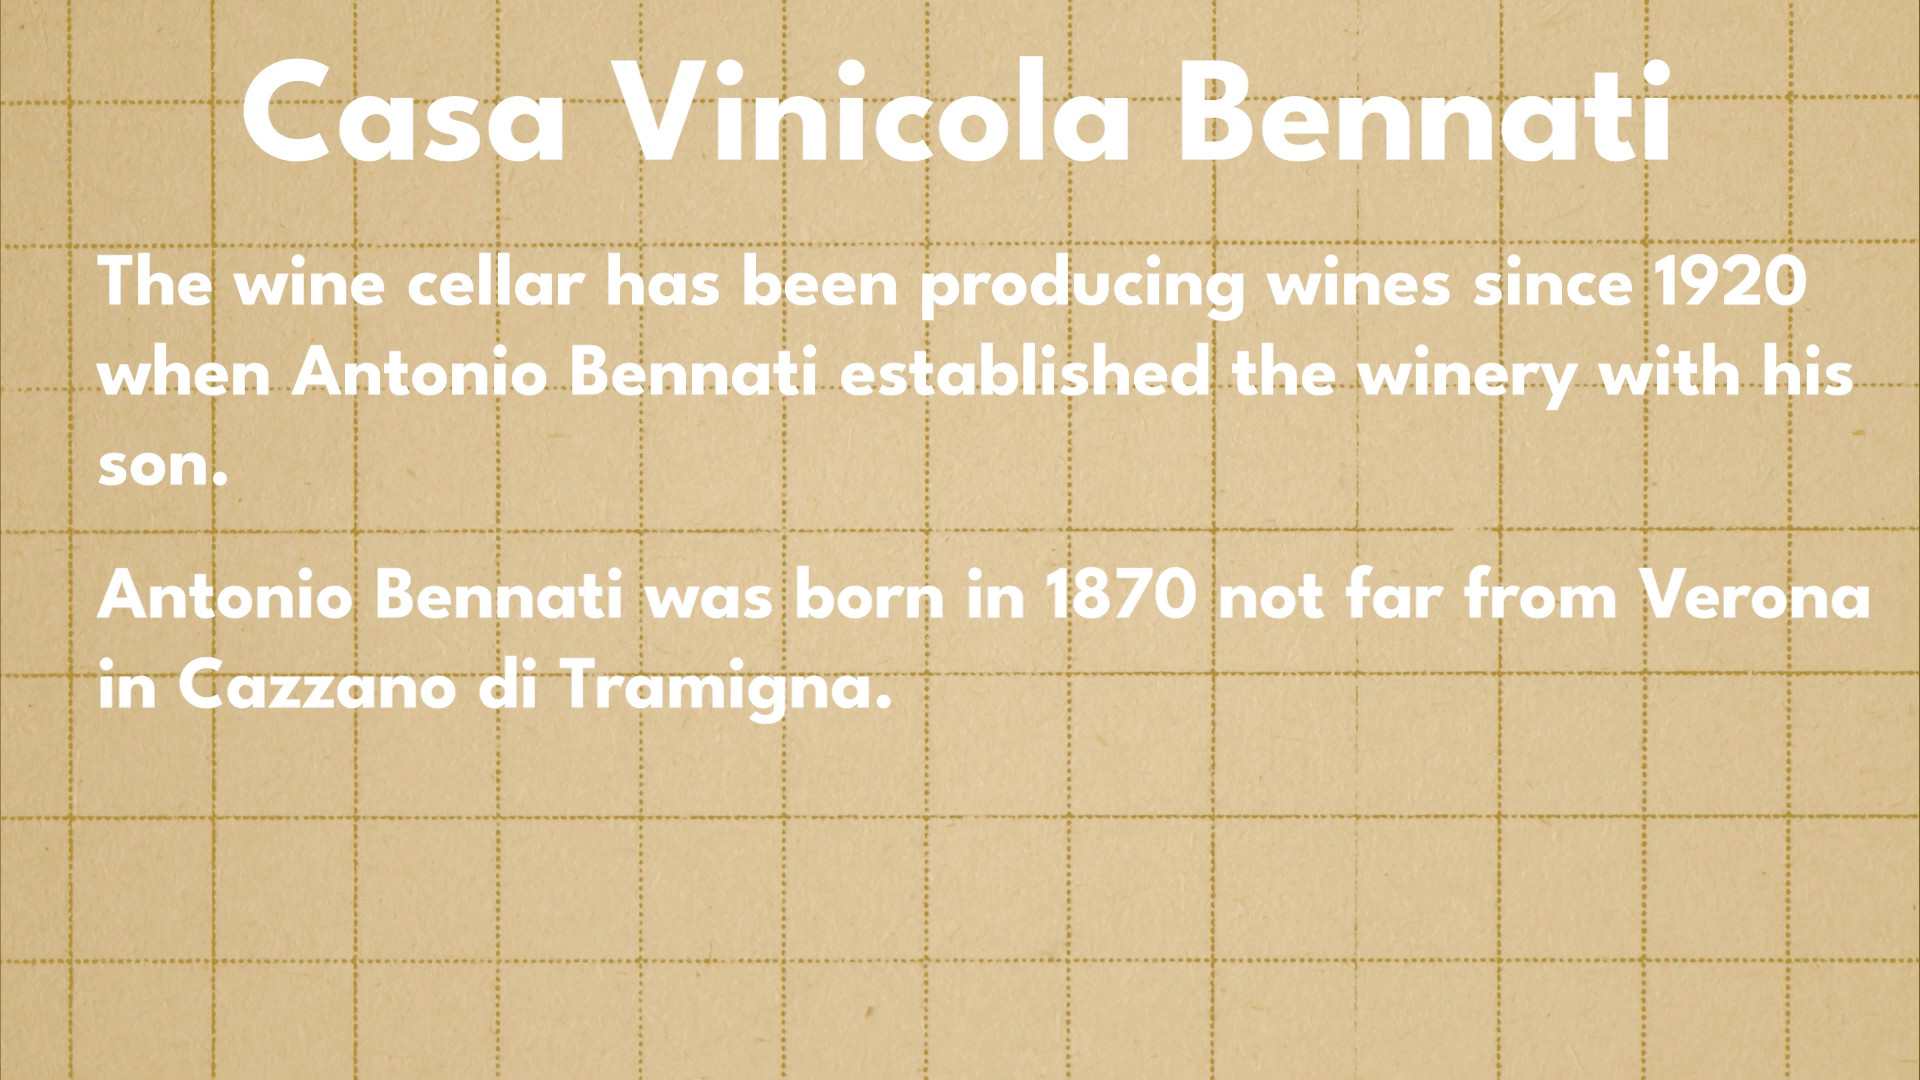 Casa Vinicola Bennati
The wine cellar has been producing wines since 1920
when Antonio Bennati established the winery with his
son.
Antonio Bennati was born in 1870 not far from Verona
in Cazzano di Tramigna.